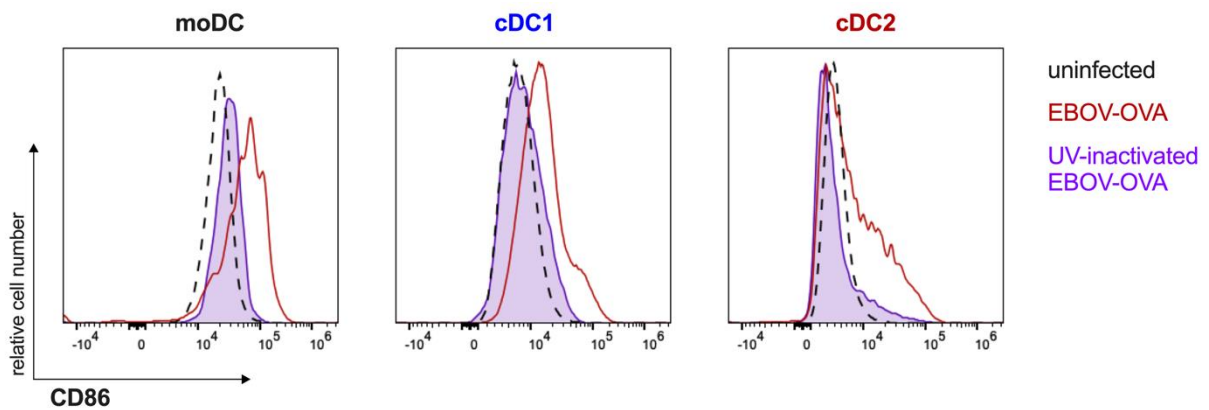 moDC
cDC1
cDC2
uninfected
EBOV-OVA
UV-inactivated
EBOV-OVA
relative cell number
-10⁴ 0 10⁴ 10⁵ 10⁶
-10⁴ 0 10⁴ 10⁵ 10⁶
-10⁴ 0 10⁴ 10⁵ 10⁶
CD86